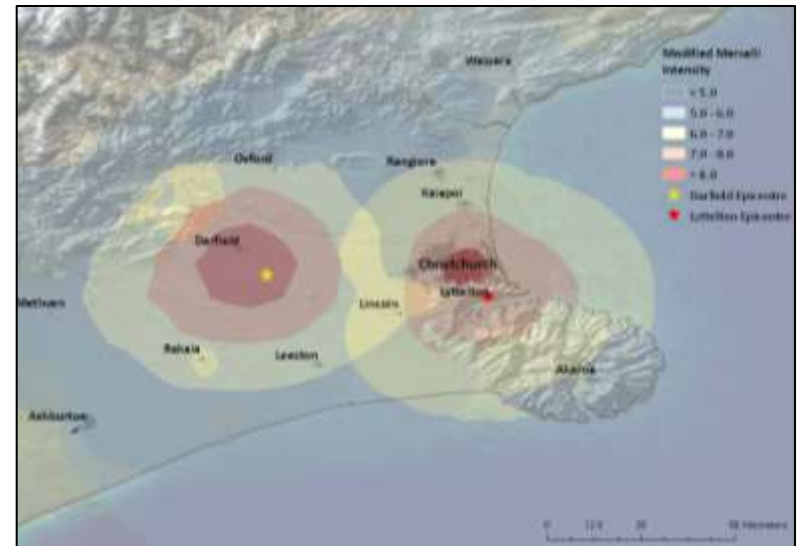 Waipara
Modified Mercalli
Intensity
< 5.0
5.0 - 6.0
6.0 - 7.0
7.0 - 8.0
> 8.0
Darfield Epicentre
Lyttelton Epicentre
Oxford
Rangiora
Kaiapoi
Darfield
Christchurch
Lyttelton
Methven
Lincoln
Rakaia
Leeston
Akaroa
Ashburton
0
Kilometers